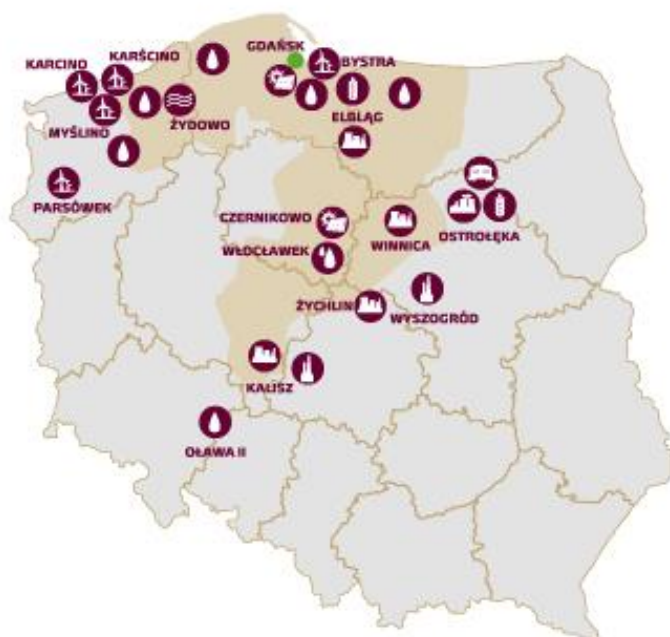 GDAŃSK
KARŚCINO
BYSTRA
KARCINO
ELBLĄG
ŻYDOWO
MYŚLINO
PARSÓWEK
CZERNIKOWO
WINNICA
OSTROŁĘKA
WŁOCŁAWEK
ŻYCHLIN
WYSZOGRÓD
KALISZ
OŁAWA II